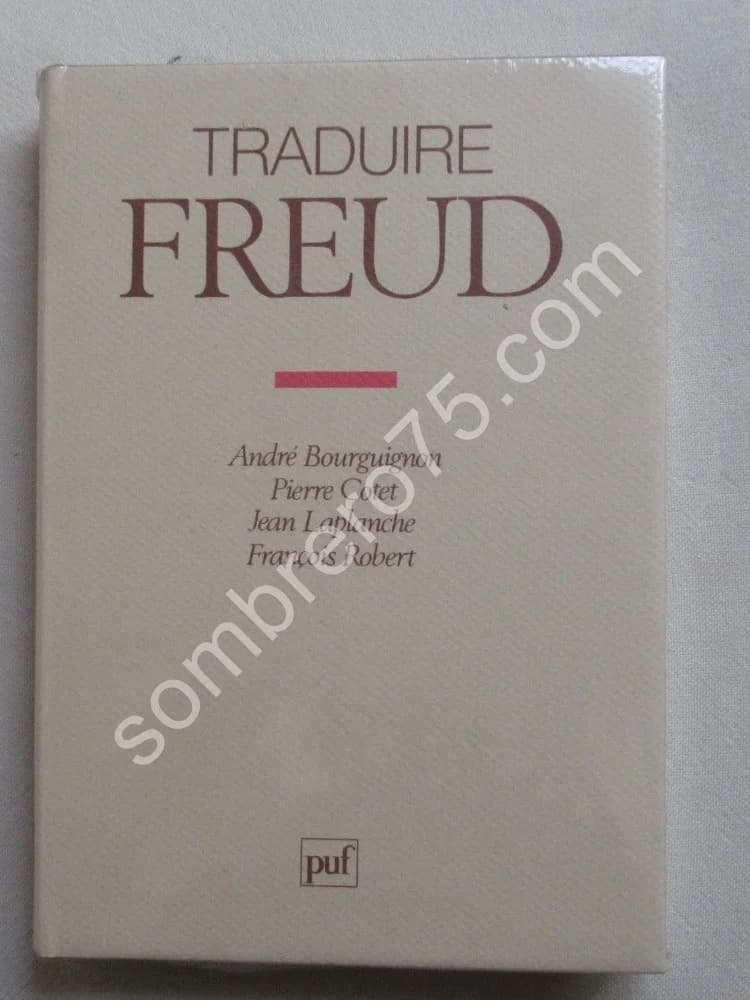 TRADUIRE
FREUD
André Bourguignon
Pierre Cotet
Jean Laplanche
François Robert
puf
sombrero75.com